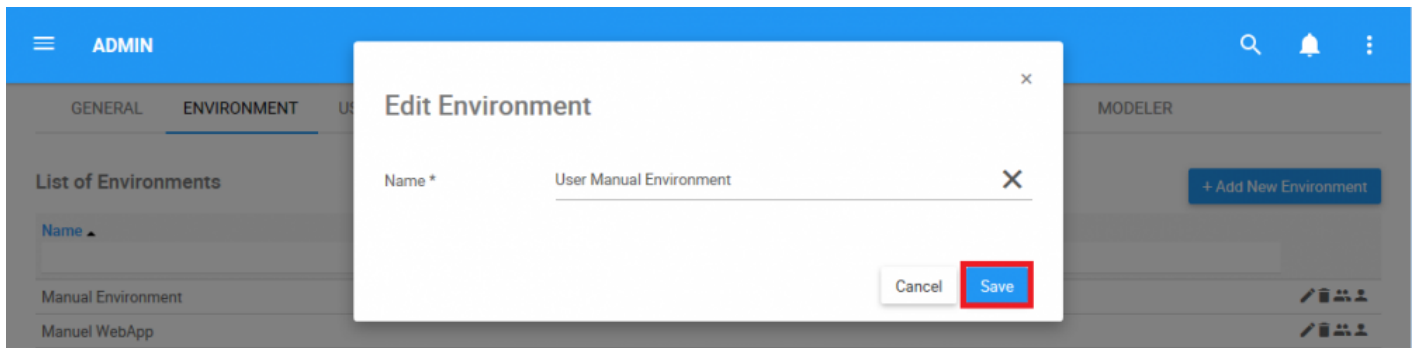 ADMIN
GENERAL ENVIRONMENT MODELER
Edit Environment
List of Environments
Name * User Manual Environment
+ Add New Environment
Name
Cancel Save
Manual Environment
Manuel WebApp